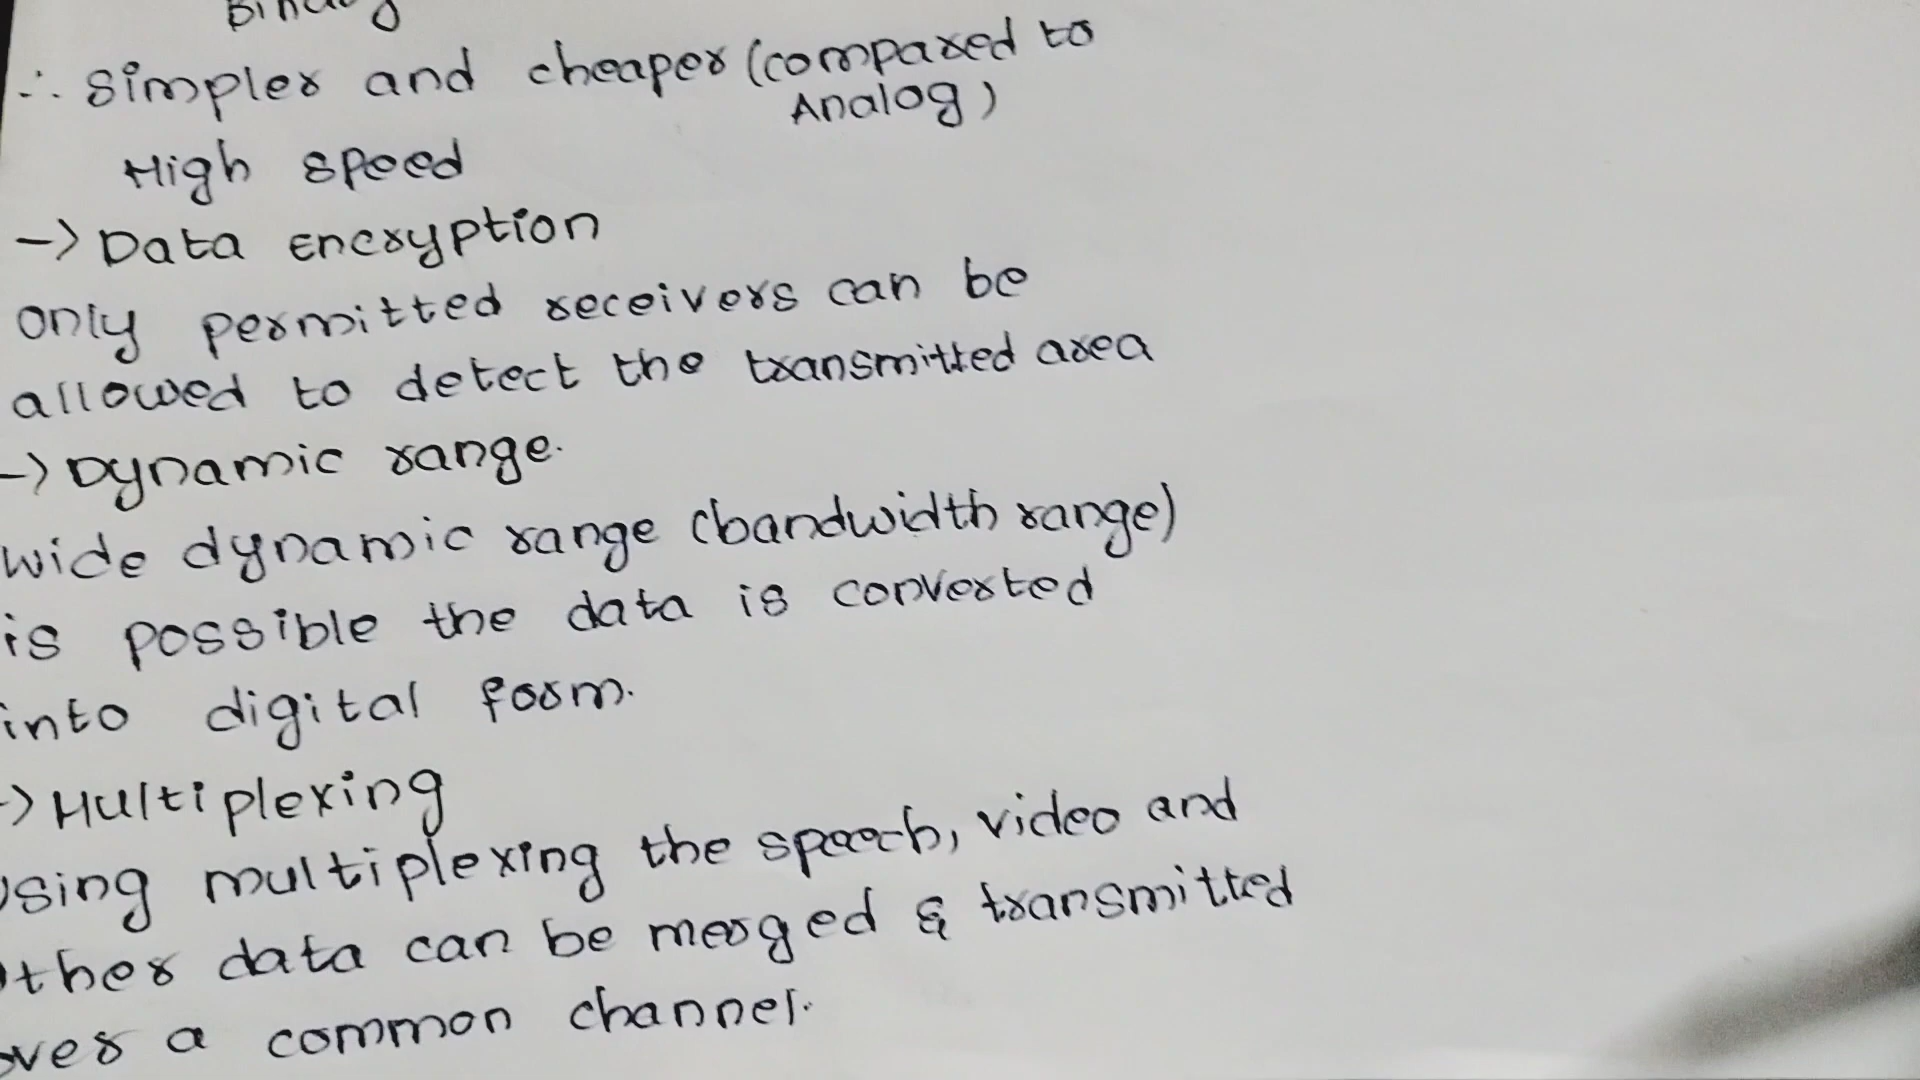 ∴ simpler and cheaper (compared to
Analog)
High speed
-> Data Encryption
only permitted receivers can be
allowed to detect the transmitted area
-> Dynamic range.
wide dynamic range (bandwidth range)
is possible the data is converted
into digital form.
-> Multiplexing
Using multiplexing the speech, video and
other data can be merged & transmitted
over a common channel.